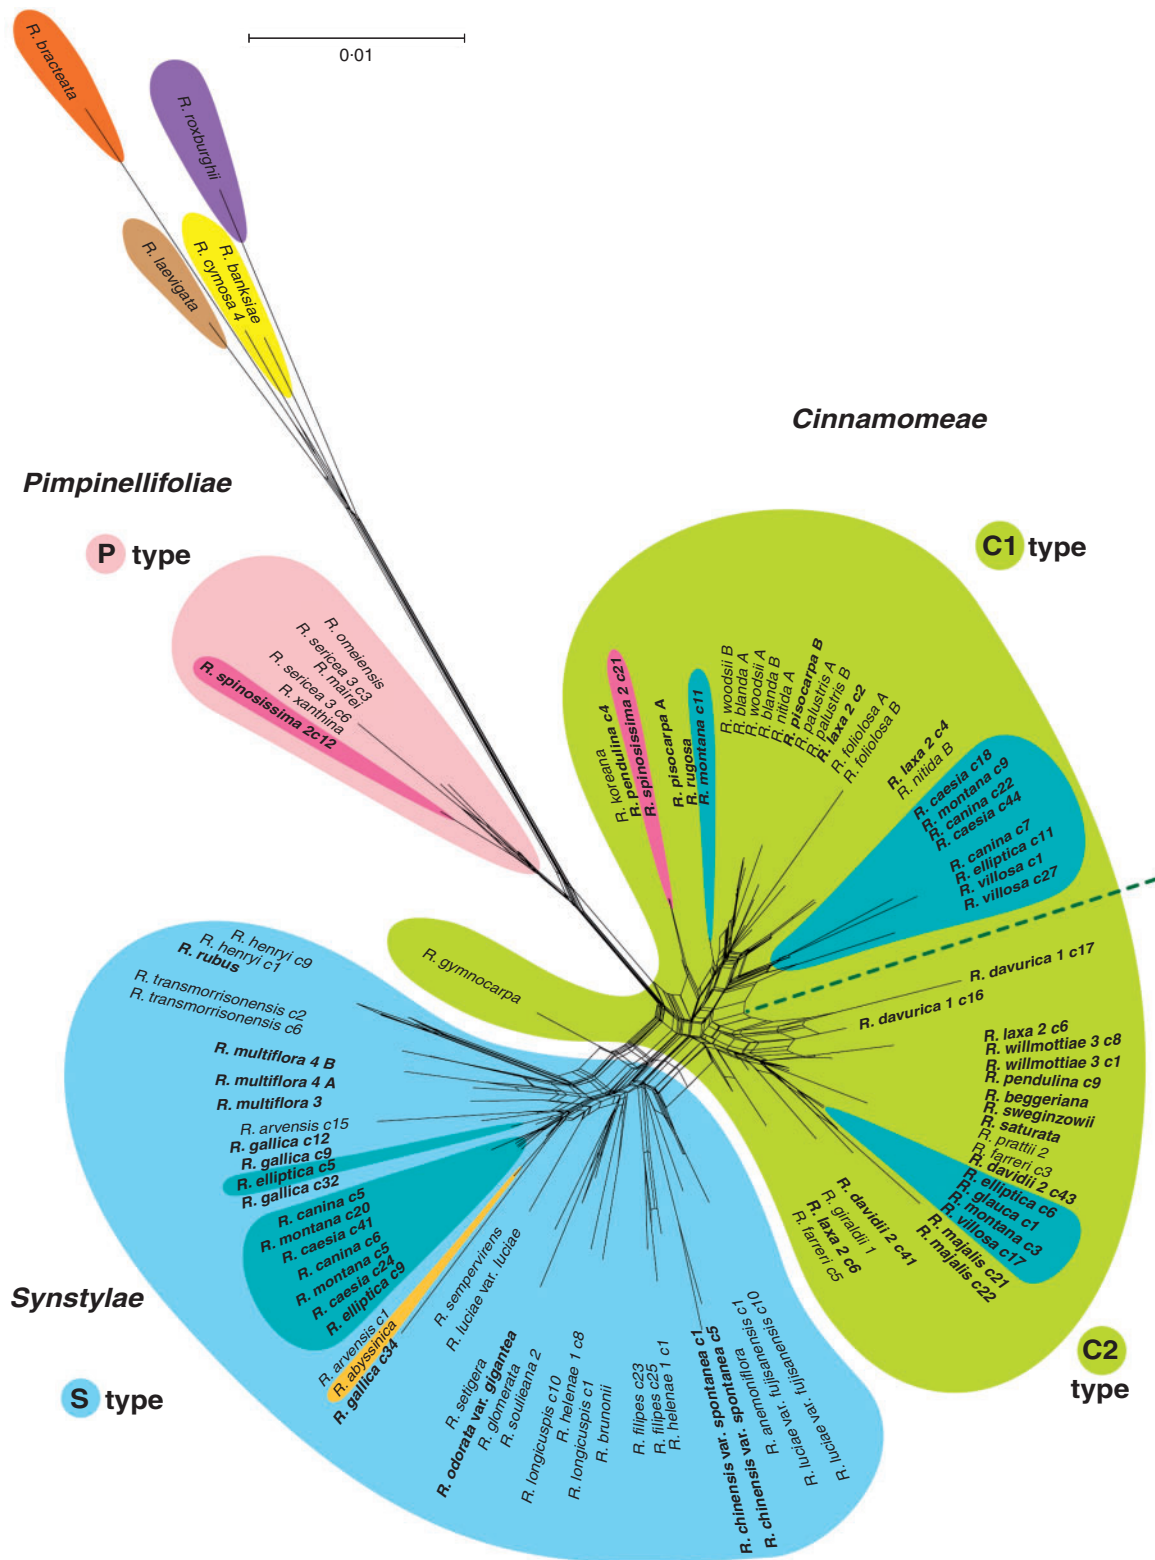 R. bracteata
R. roxburghii
0·01
R. laevigata
R. banksiae
R. cymosa 4
Cinnamomeae
Pimpinellifoliae
P type
C1 type
R. omeiensis
R. sericea 3 c3
R. mairei
R. sericea 3 c6
R. xanthina
R. spinosissima 2c12
R. koreana
R. pendulina c4
R. spinosissima 2 c21
R. pisocarpa A
R. rugosa
R. montana c11
R. woodsii B
R. blanda A
R. woodsii A
R. blanda B
R. nitida A
R. pisocarpa B
R. palustris A
R. palustris B
R. laxa 2 c2
R. foliolosa A
R. foliolosa B
R. laxa 2 c4
R. nitida B
R. caesia c18
R. montana c9
R. canina c22
R. caesia c44
R. canina c7
R. elliptica c11
R. villosa c1
R. villosa c27
R. davurica 1 c17
R. davurica 1 c16
R. laxa 2 c6
R. willmottiae 3 c8
R. willmottiae 3 c1
R. pendulina c9
R. beggeriana
R. sweginzowii
R. saturata
R. prattii 2
R. farreri c3
R. davidii 2 c43
R. elliptica c6
R. glauca c1
R. montana c3
R. villosa c17
R. majalis c21
R. majalis c22
R. davidii 2 c41
R. giraldii 1
R. laxa 2 c6
R. farreri c5
C2
type
R. gymnocarpa
R. henryi c9
R. henryi c1
R. rubus
R. transmorrisonensis c2
R. transmorrisonensis c6
R. multiflora 4 B
R. multiflora 4 A
R. multiflora 3
R. arvensis c15
R. gallica c12
R. gallica c9
R. elliptica c5
R. gallica c32
R. canina c5
R. montana c20
R. caesia c41
R. canina c6
R. montana c5
R. caesia c24
R. elliptica c9
Synstylae
S type
R. arvensis c1
R. abyssinica
R. gallica c34
R. sempervirens
R. luciae var. luciae
R. setigera
R. odorata var. gigantea
R. glomerata
R. soulieana 2
R. longicuspis c10
R. helenae 1 c8
R. longicuspis c1
R. brunonii
R. filipes c23
R. filipes c25
R. helenae 1 c1
R. chinensis var. spontanea c1
R. chinensis var. spontanea c5
R. anemoniflora
R. luciae var. fujisanensis c1
R. luciae var. fujisanensis c10